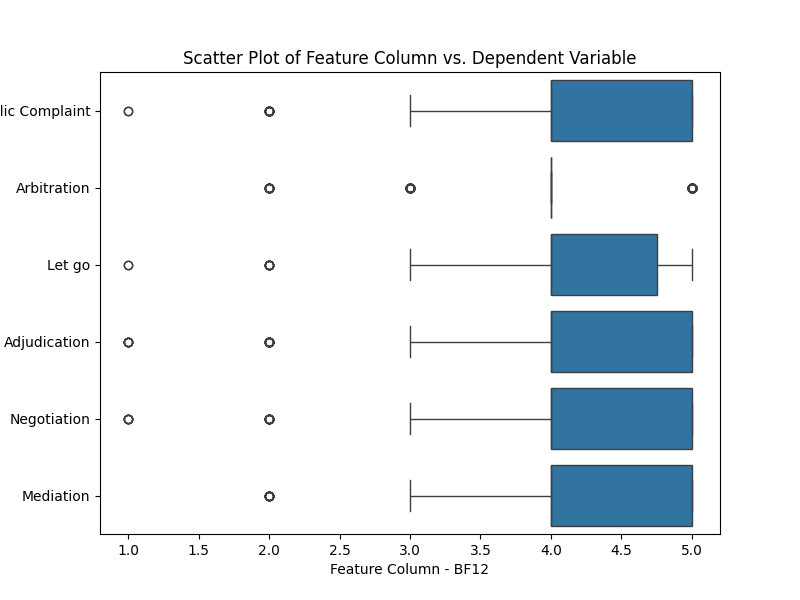 Scatter Plot of Feature Column vs. Dependent Variable
lic Complaint
Arbitration
Let go
Adjudication
Negotiation
Mediation
1.0 1.5 2.0 2.5 3.0 3.5 4.0 4.5 5.0
Feature Column - BF12